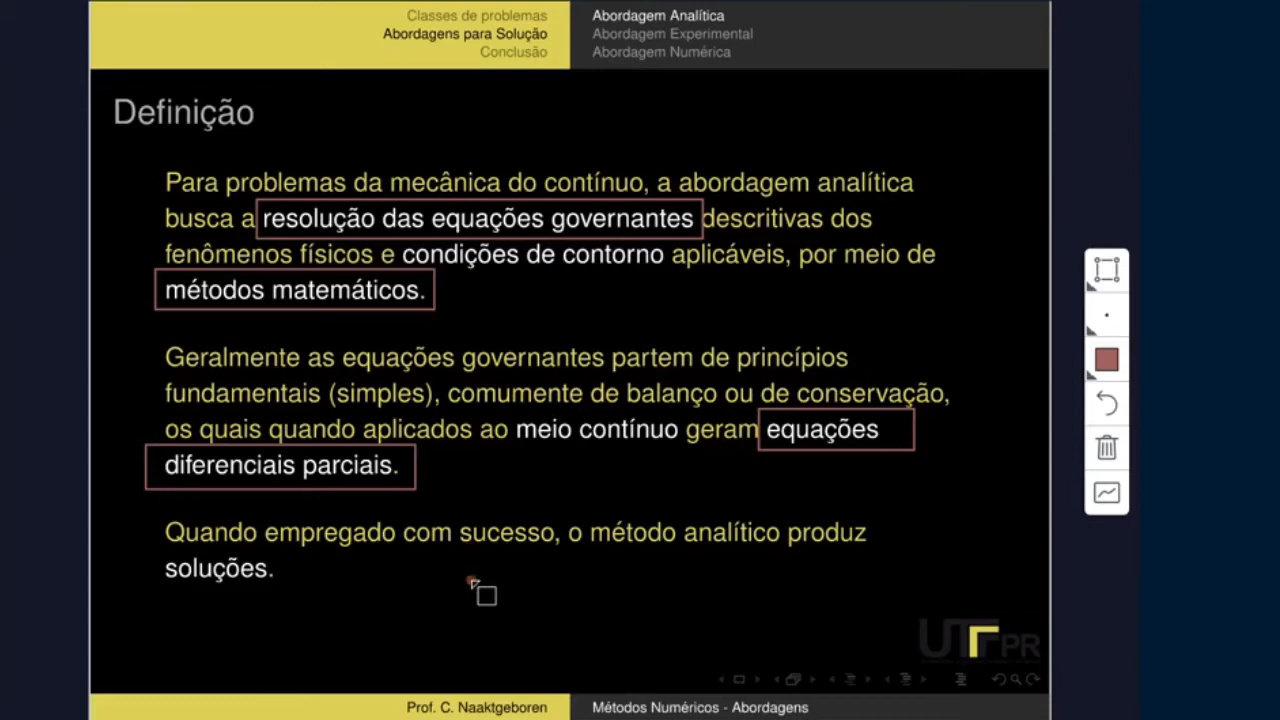 Classes de problemas
Abordagens para Solução
Conclusão
Abordagem Analítica
Abordagem Experimental
Abordagem Numérica
Definição
Para problemas da mecânica do contínuo, a abordagem analítica
busca a resolução das equações governantes descritivas dos
fenômenos físicos e condições de contorno aplicáveis, por meio de
métodos matemáticos.
Geralmente as equações governantes partem de princípios
fundamentais (simples), comumente de balanço ou de conservação,
os quais quando aplicados ao meio contínuo geram equações
diferenciais parciais.
Quando empregado com sucesso, o método analítico produz
soluções.
UTFPR
Prof. C. Naaktgeboren
Métodos Numéricos - Abordagens